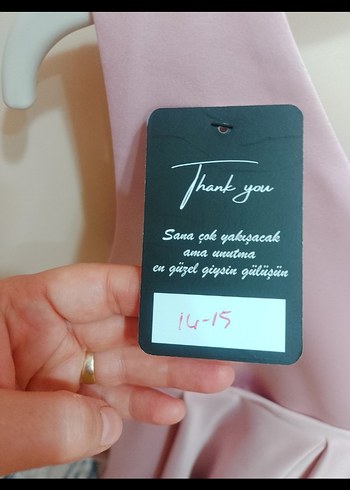 Thank you
Sana çok yakışacak
ama unutma
en güzel giysin gülüşün
14-15